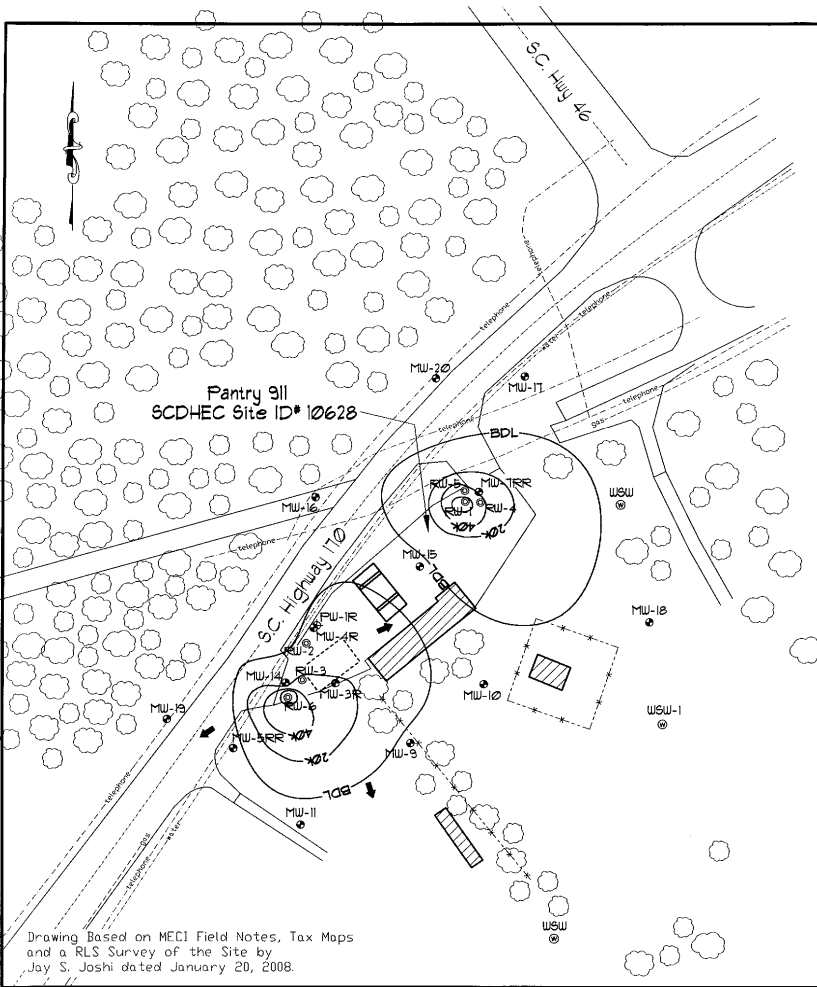 S.C. Hwy 46
telephone
telephone
water
telephone
MW-20
MW-17
Pantry 911
SCDHEC Site ID# 10628
telephone
gas
telephone
BDL
RW-5
MW-7RR
MW-16
RW-1
RW-4
40K
20K
WSW
telephone
S.C. Highway 170
MW-15
BDL
PW-1R
MW-4R
RW-2
MW-18
MW-14
RW-3
MW-3R
MW-10
RW-6
MW-19
WSW-1
40K
MW-5RR
20K
MW-9
BDL
telephone
MW-11
gas
water
telephone
WSW
Drawing Based on MECI Field Notes, Tax Maps
and a RLS Survey of the Site by
Jay S. Joshi dated January 20, 2008.